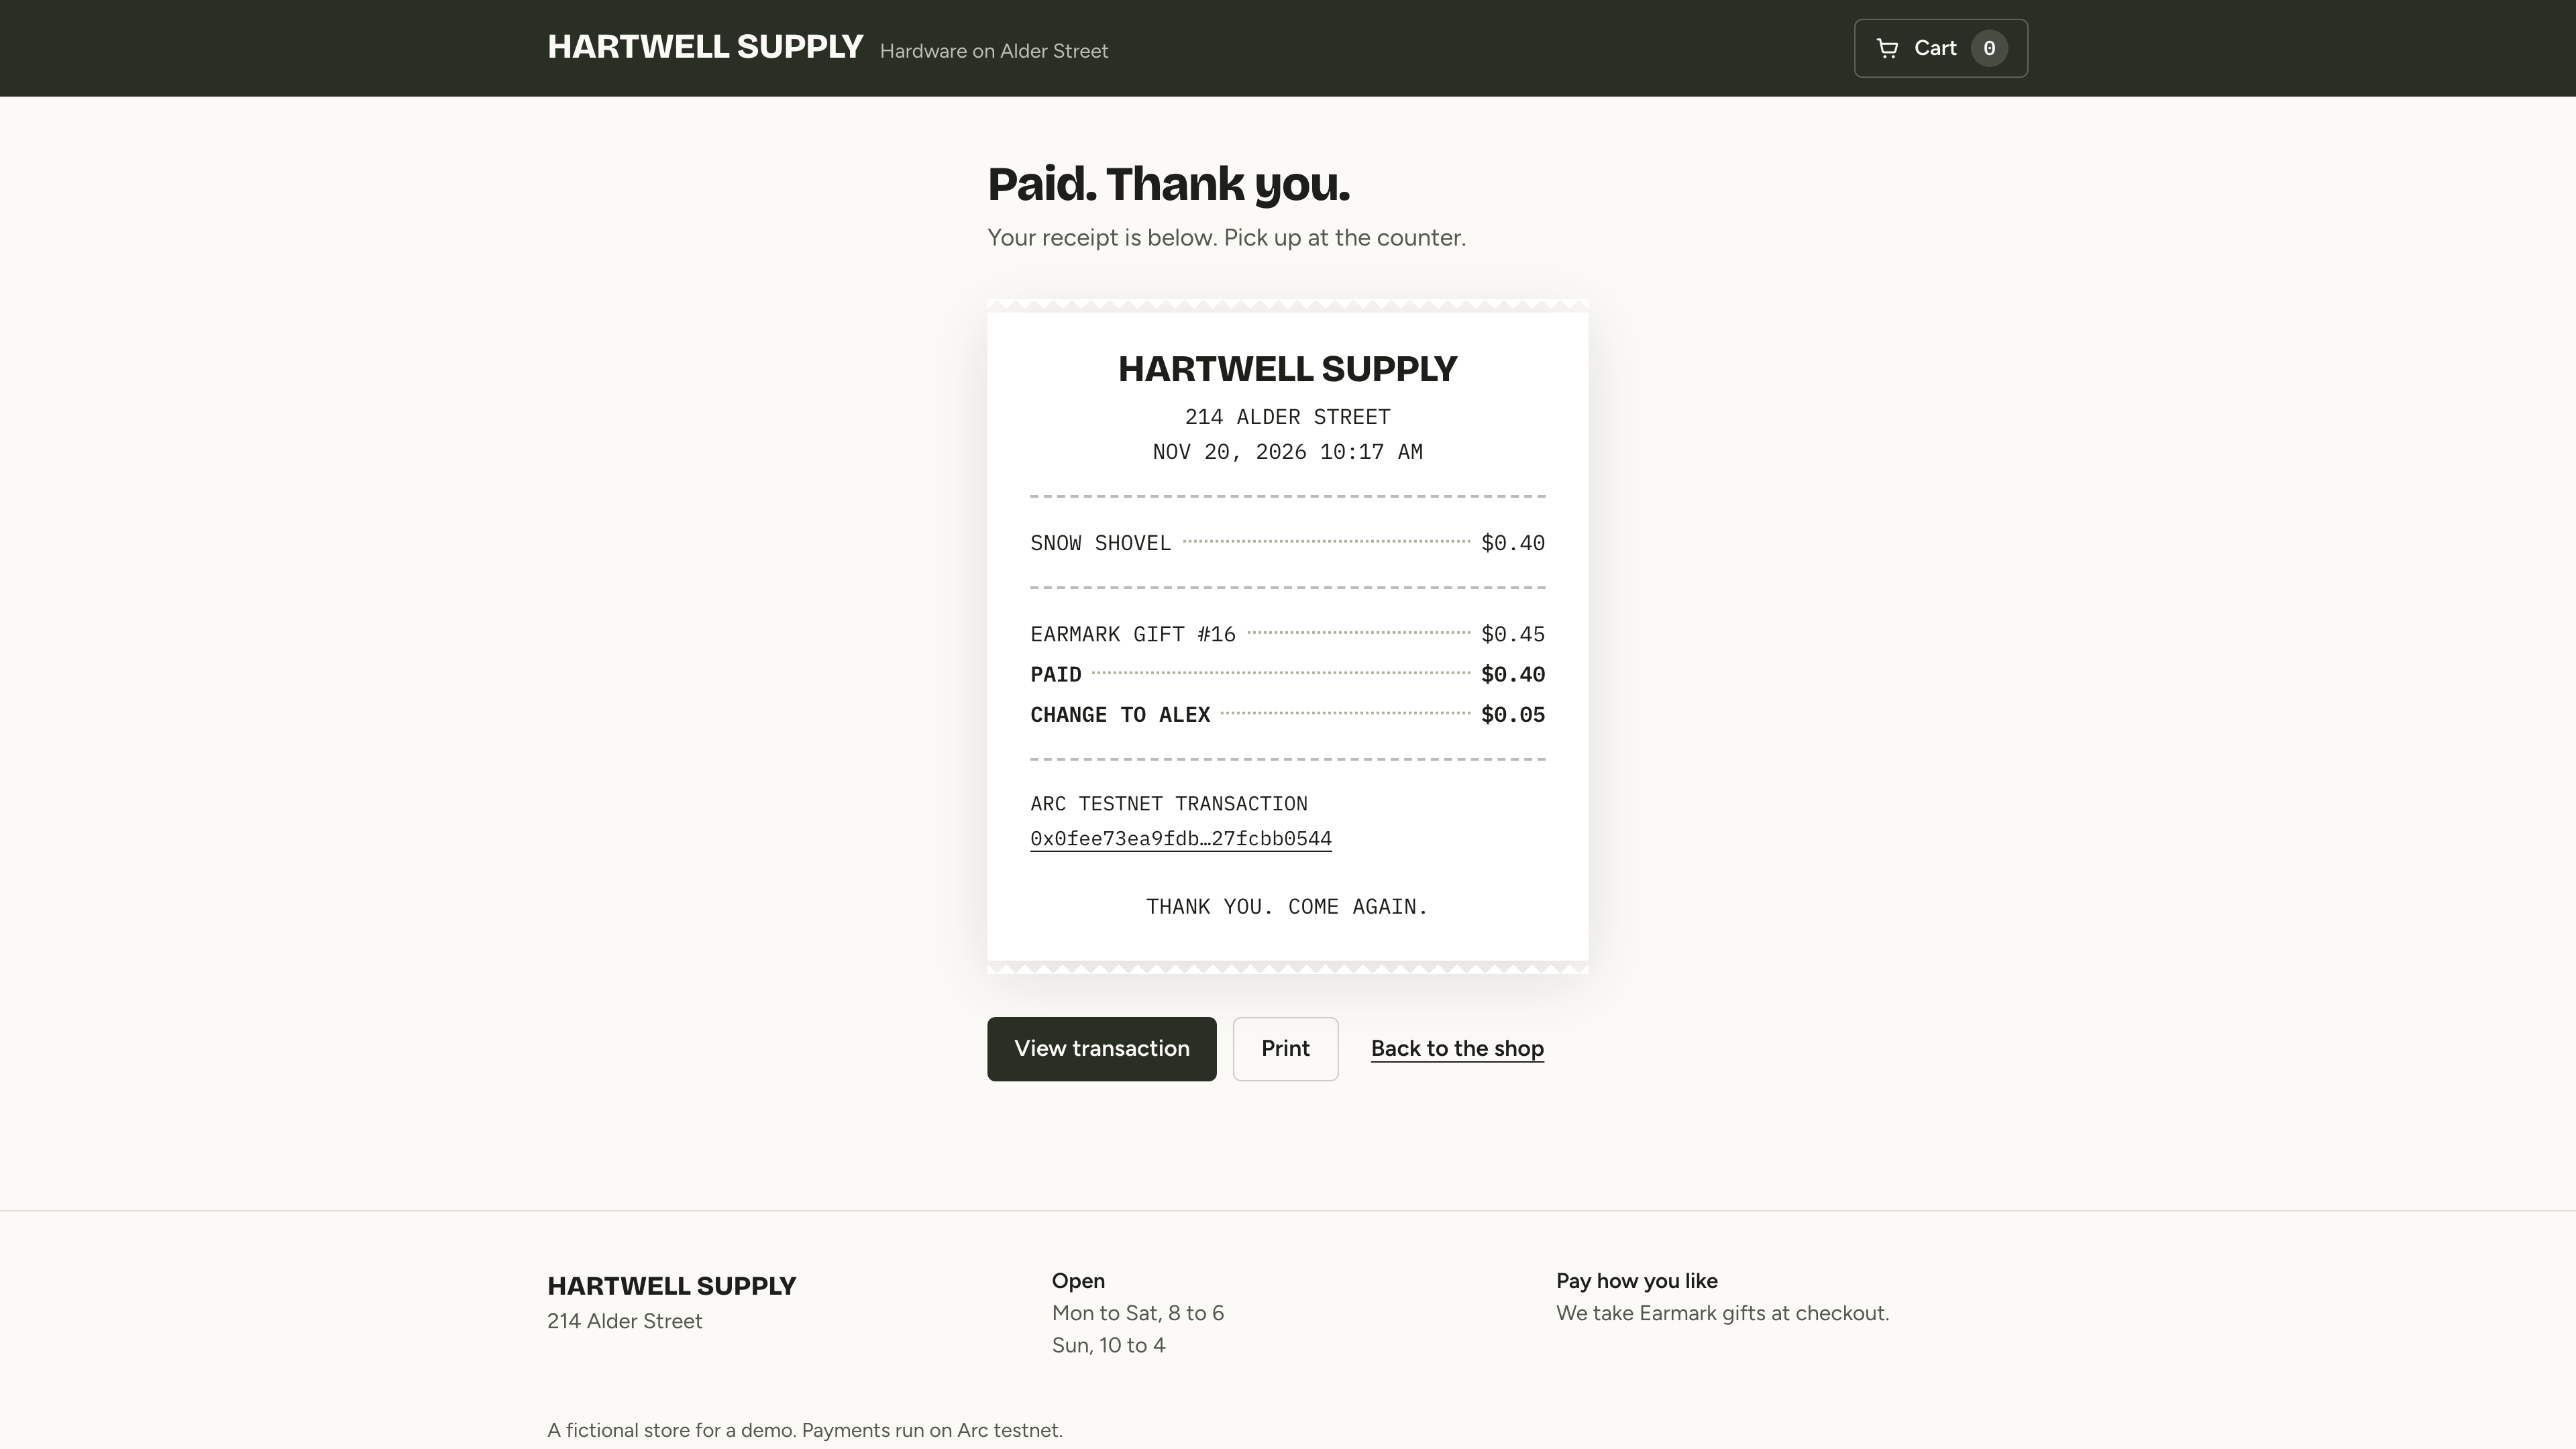 HARTWELL SUPPLY Hardware on Alder Street Cart 0
Paid. Thank you.
Your receipt is below. Pick up at the counter.
HARTWELL SUPPLY
214 ALDER STREET
NOV 20, 2026 10:17 AM
SNOW SHOVEL $0.40
EARMARK GIFT #16 $0.45
PAID $0.40
CHANGE TO ALEX $0.05
ARC TESTNET TRANSACTION
0x0fee73ea9fdb…27fcbb0544
THANK YOU. COME AGAIN.
View transaction Print Back to the shop
HARTWELL SUPPLY
214 Alder Street
Open
Mon to Sat, 8 to 6
Sun, 10 to 4
Pay how you like
We take Earmark gifts at checkout.
A fictional store for a demo. Payments run on Arc testnet.